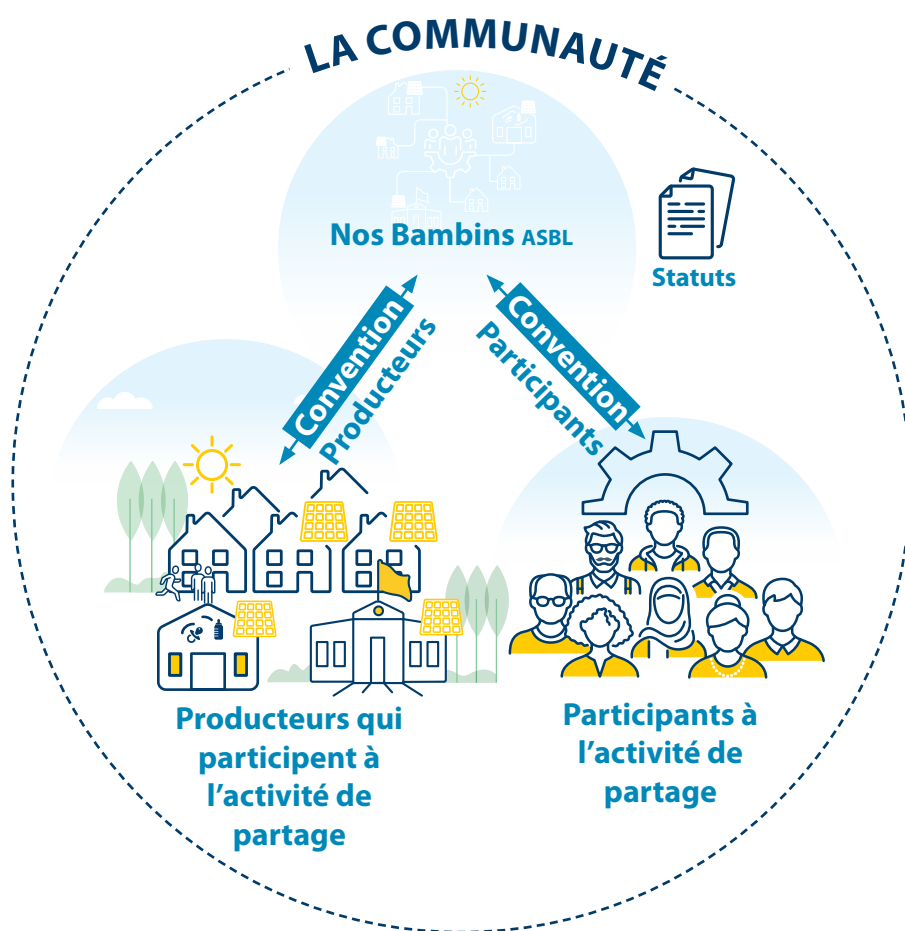 LA COMMUNAUTÉ
Nos Bambins ASBL
Statuts
Convention
Producteurs
Convention
Participants
Producteurs qui
participent à
l’activité de
partage
Participants à
l’activité de
partage